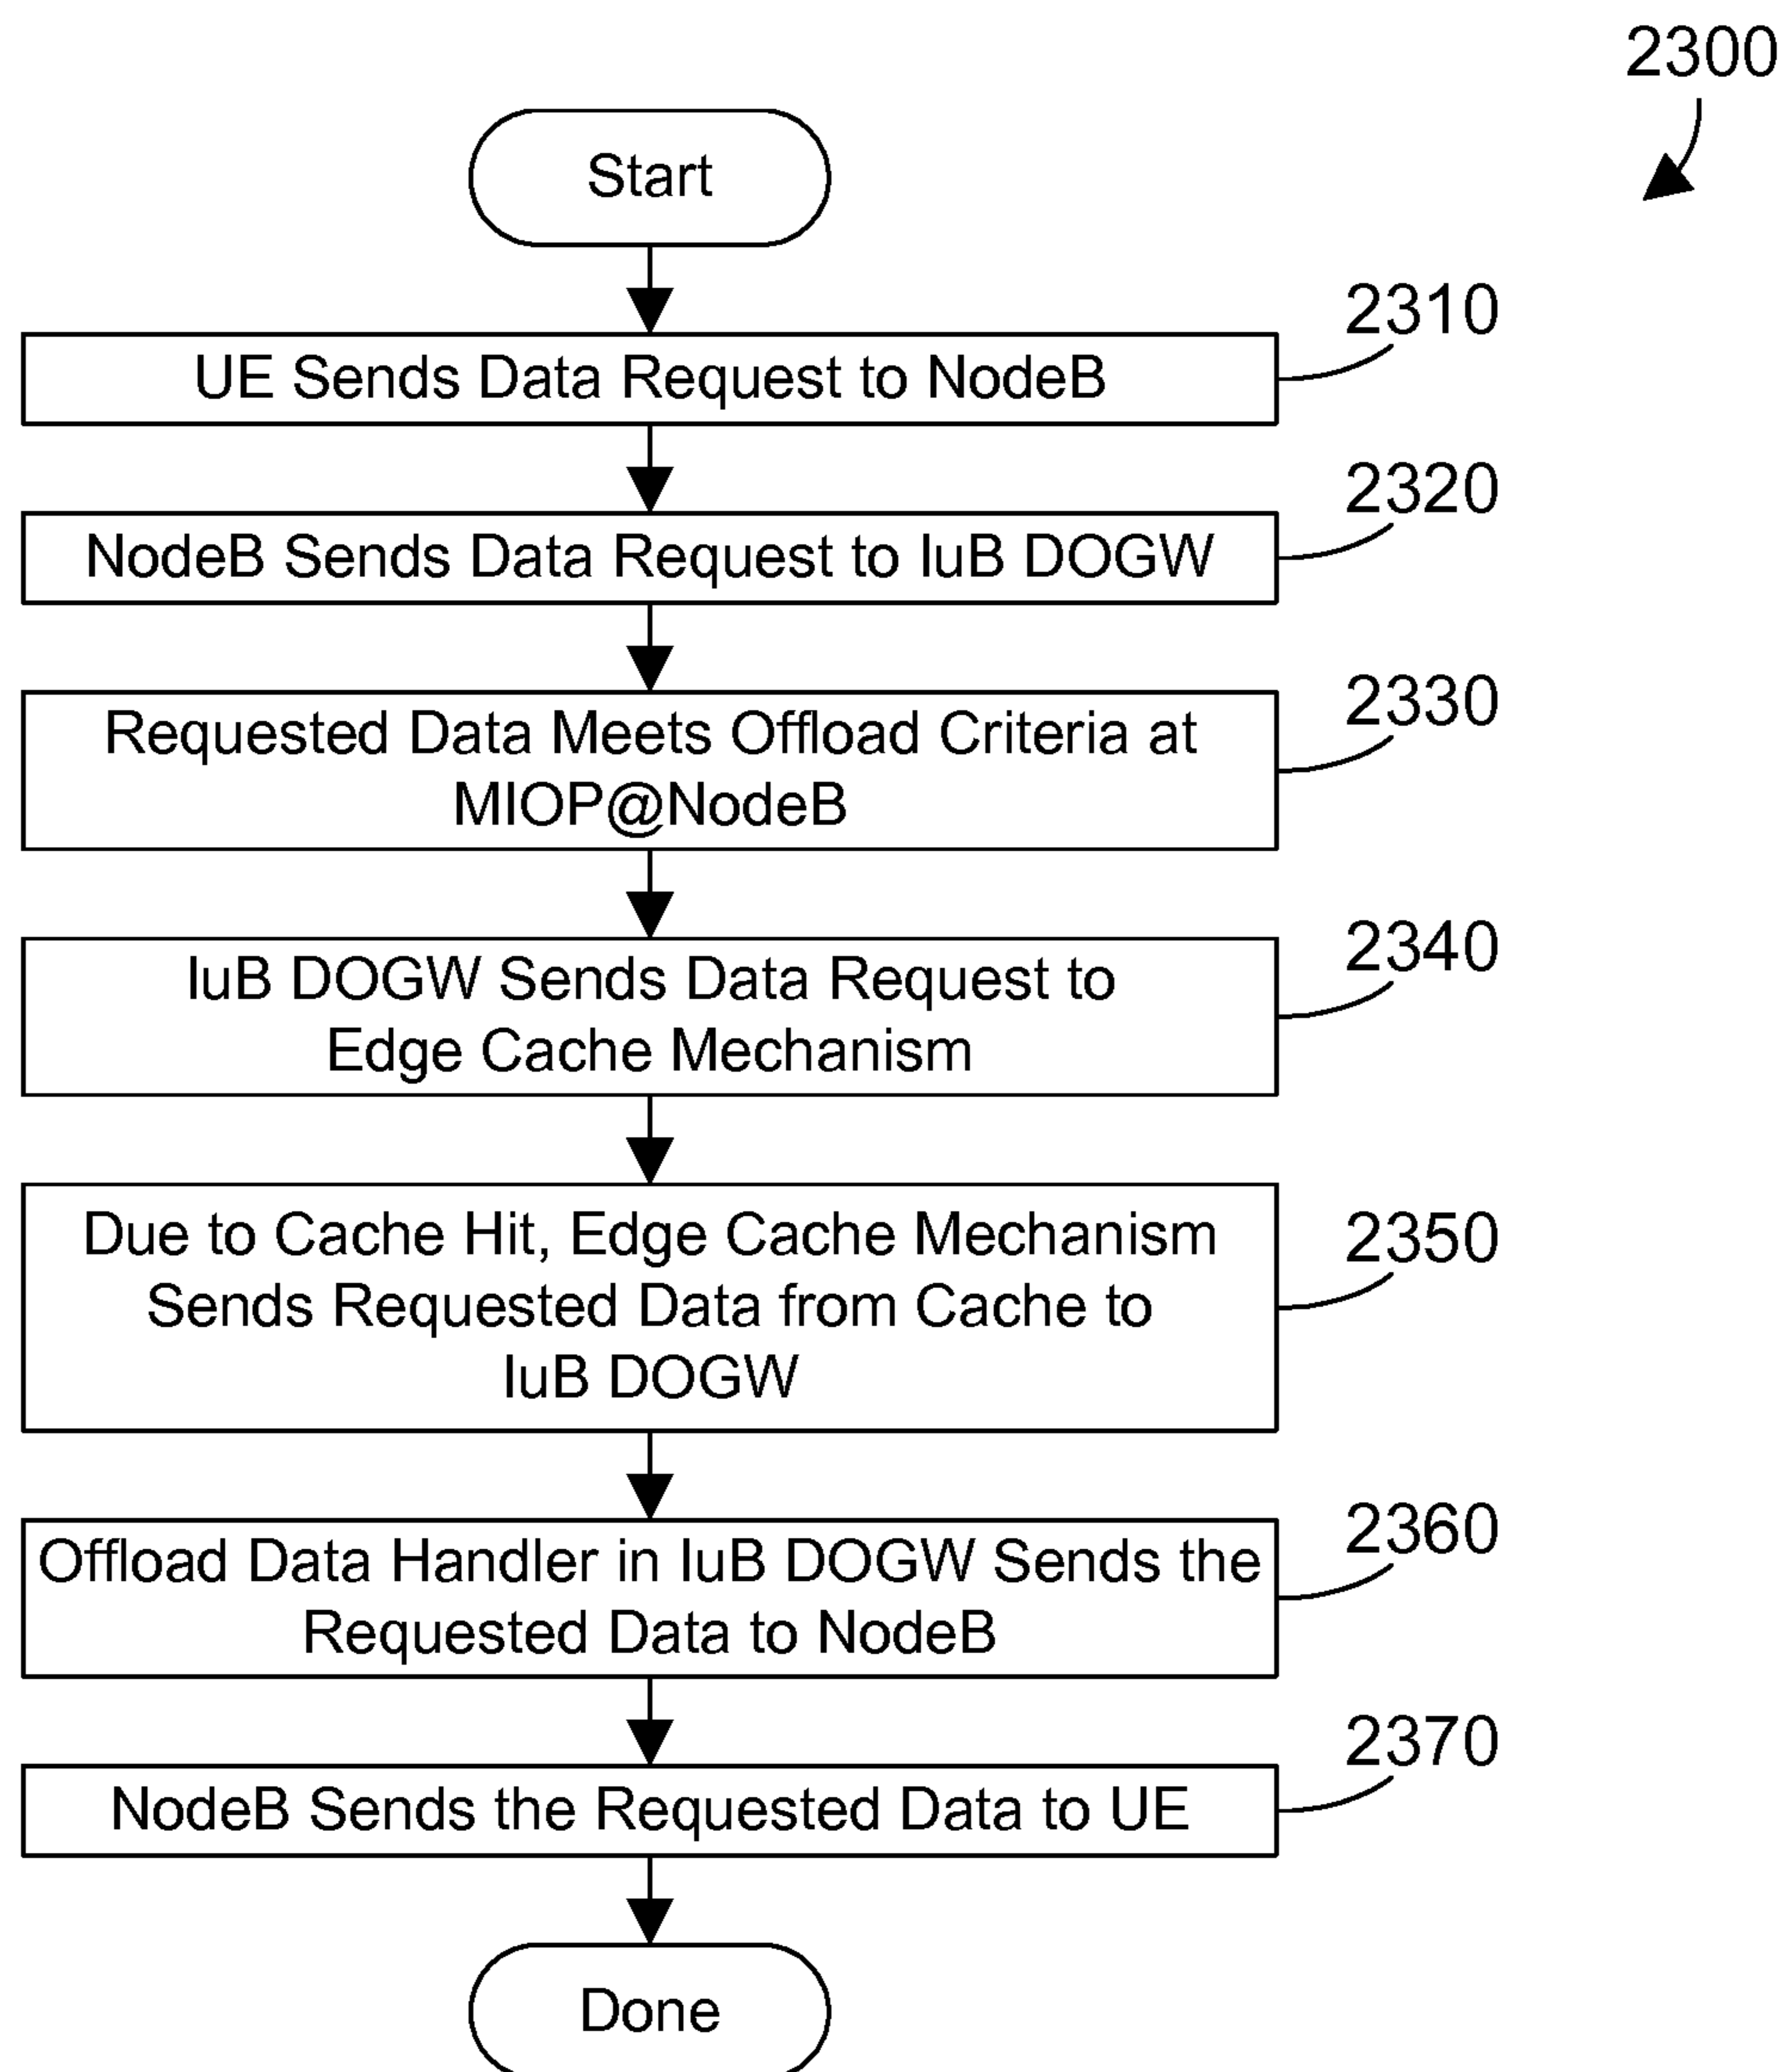 2300
Start
2310
UE Sends Data Request to NodeB
2320
NodeB Sends Data Request to IuB DOGW
2330
Requested Data Meets Offload Criteria at
MIOP@NodeB
2340
IuB DOGW Sends Data Request to
Edge Cache Mechanism
2350
Due to Cache Hit, Edge Cache Mechanism
Sends Requested Data from Cache to
IuB DOGW
2360
Offload Data Handler in IuB DOGW Sends the
Requested Data to NodeB
2370
NodeB Sends the Requested Data to UE
Done